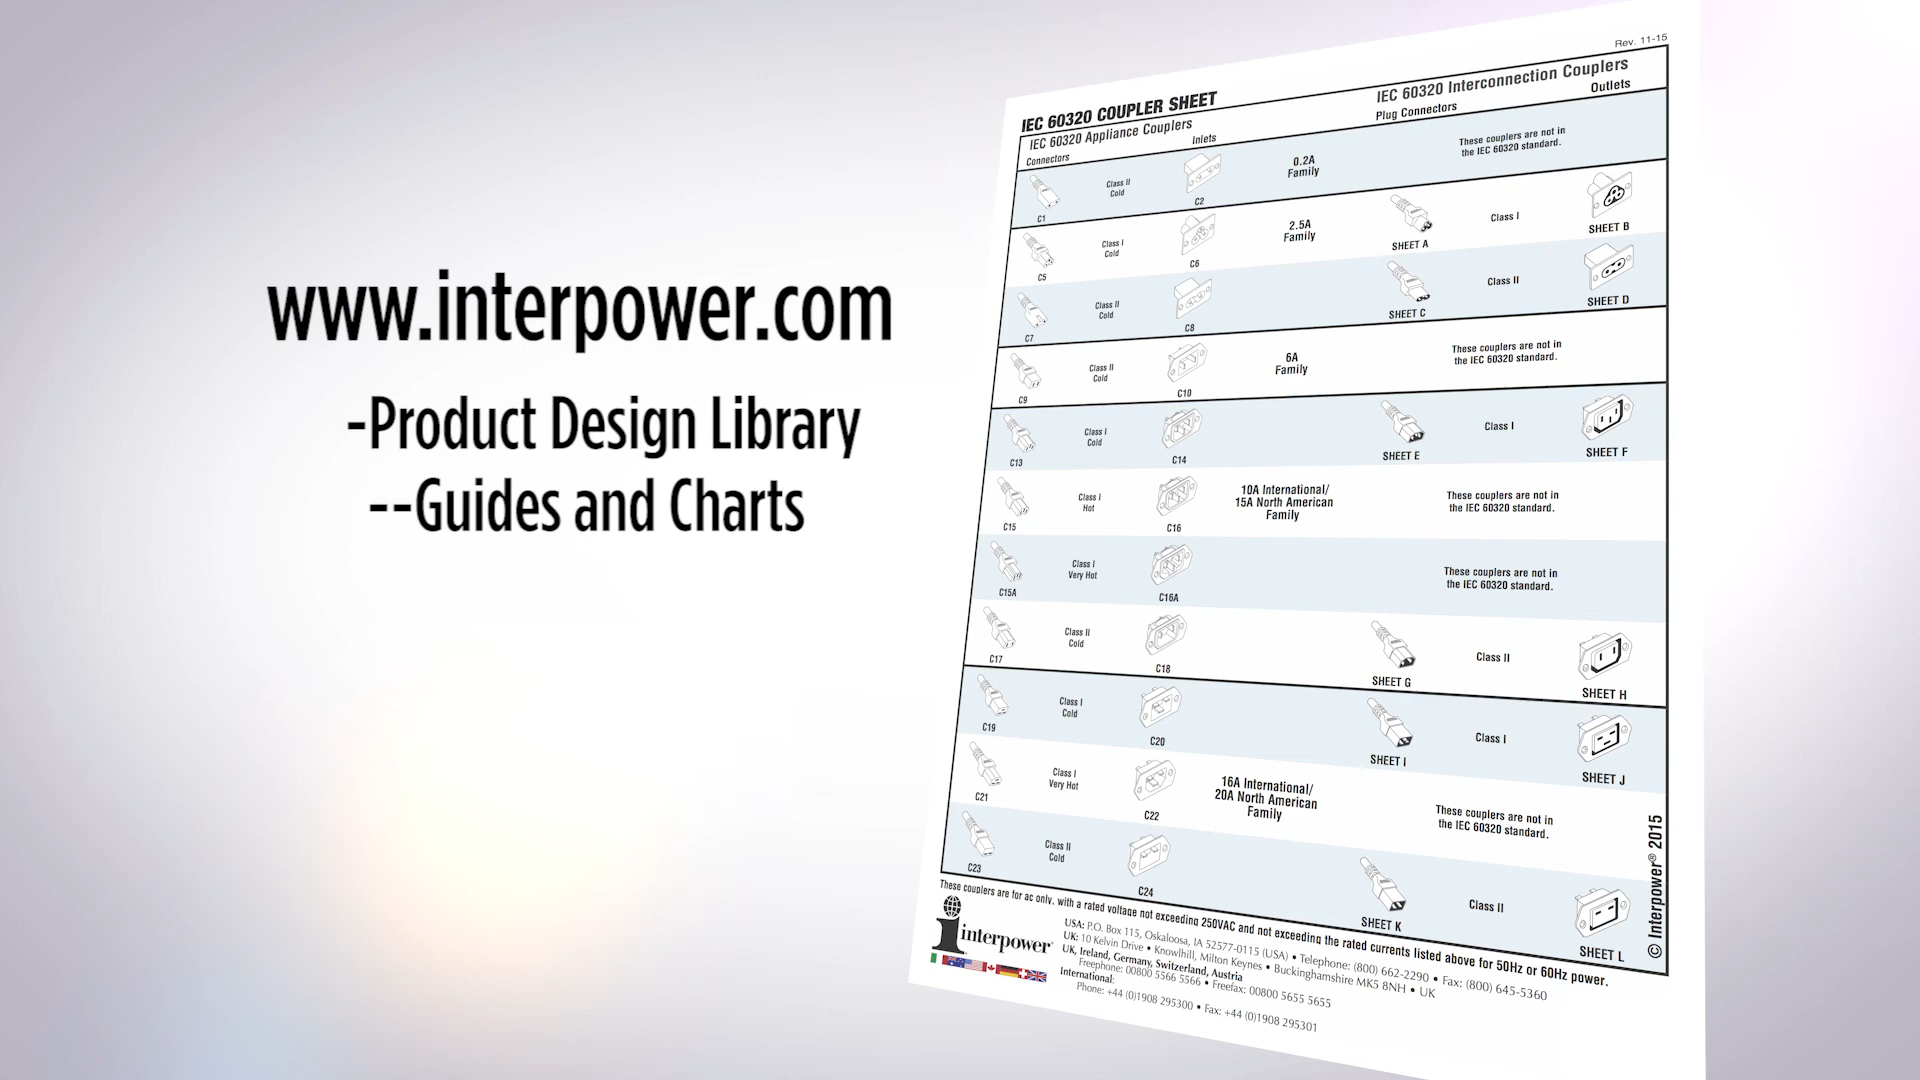 www.interpower.com
-Product Design Library
--Guides and Charts
Rev. 11-15
IEC 60320 COUPLER SHEET
IEC 60320 Appliance Couplers
IEC 60320 Interconnection Couplers
Connectors
Inlets
Plug Connectors
Outlets
C1
Class II
Cold
C2
0.2A
Family
These couplers are not in
the IEC 60320 standard.
C5
Class I
Cold
C6
2.5A
Family
SHEET A
Class I
SHEET B
C7
Class II
Cold
C8
SHEET C
Class II
SHEET D
C9
Class II
Cold
C10
6A
Family
These couplers are not in
the IEC 60320 standard.
C13
Class I
Cold
C14
SHEET E
Class I
SHEET F
C15
Class I
Hot
C16
10A International/
15A North American
Family
These couplers are not in
the IEC 60320 standard.
C15A
Class I
Very Hot
C16A
These couplers are not in
the IEC 60320 standard.
C17
Class II
Cold
C18
SHEET G
Class II
SHEET H
C19
Class I
Cold
C20
SHEET I
Class I
SHEET J
C21
Class I
Very Hot
C22
16A International/
20A North American
Family
These couplers are not in
the IEC 60320 standard.
C23
Class II
Cold
C24
SHEET K
Class II
SHEET L
© Interpower® 2015
These couplers are for ac only, with a rated voltage not exceeding 250VAC and not exceeding the rated currents listed above for 50Hz or 60Hz power.
interpower®
USA: P.O. Box 115, Oskaloosa, IA 52577-0115 (USA) • Telephone: (800) 662-2290 • Fax: (800) 645-5360
UK: 10 Kelvin Drive • Knowlhill, Milton Keynes • Buckinghamshire MK5 8NH • UK
UK, Ireland, Germany, Switzerland, Austria
Freephone: 00800 5566 5566 • Freefax: 00800 5655 5655
International:
Phone: +44 (0)1908 295300 • Fax: +44 (0)1908 295301